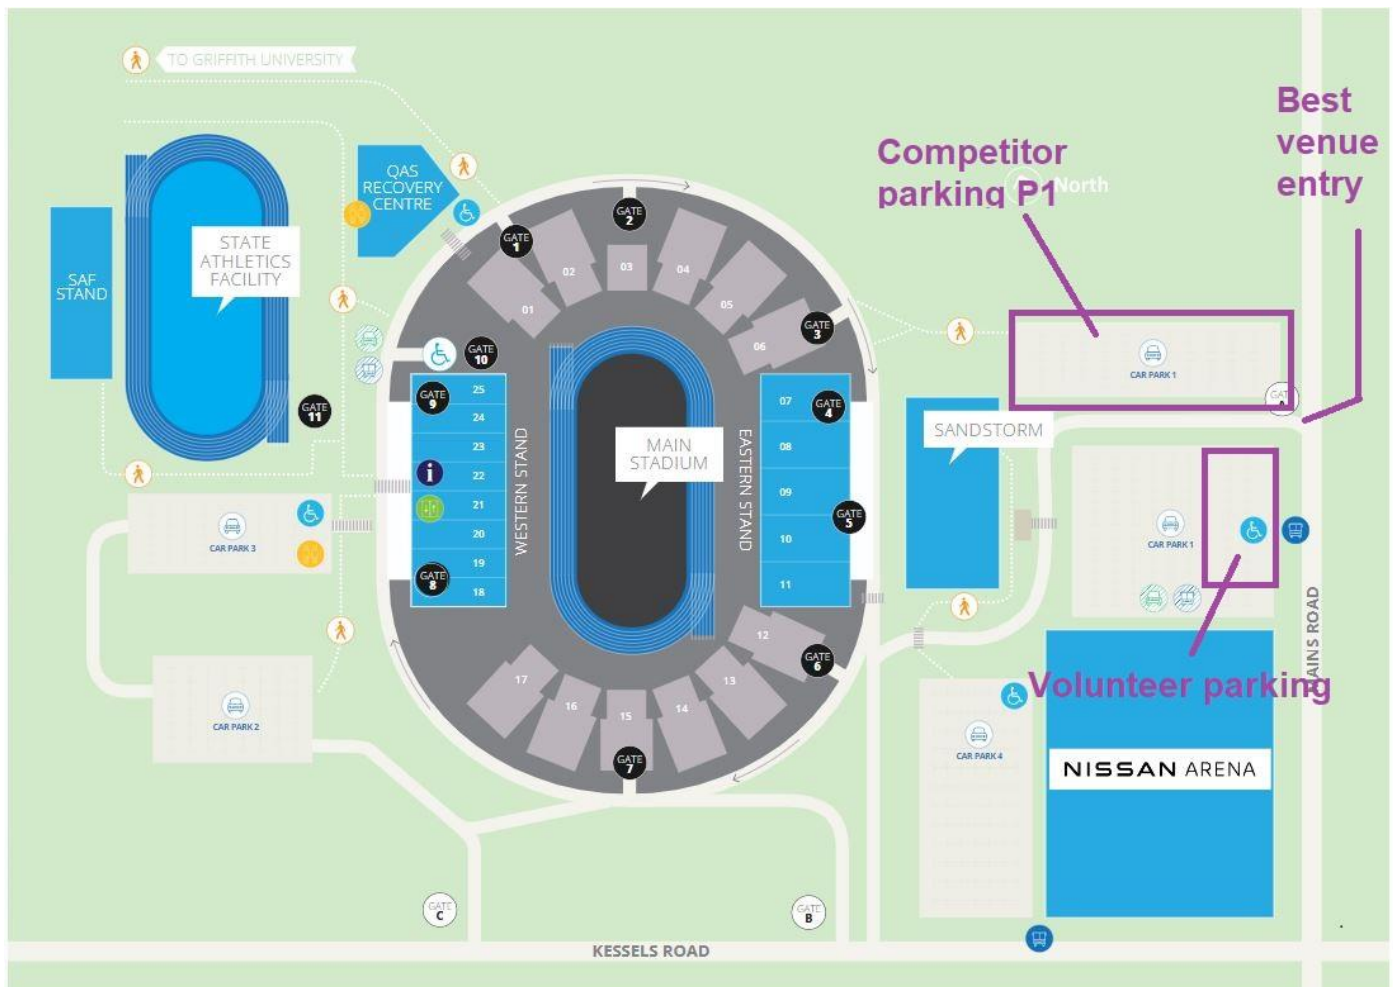 TO GRIFFITH UNIVERSITY
Best
venue
entry
Competitor
parking P1
North
QAS
RECOVERY
CENTRE
GATE
1
GATE
2
STATE
ATHLETICS
FACILITY
SAF
STAND
01
02
03
04
05
06
GATE
3
CAR PARK 1
GATE
A
GATE
10
GATE
9
GATE
11
25
24
23
22
21
20
19
18
i
GATE
8
WESTERN STAND
MAIN
STADIUM
EASTERN STAND
07
08
09
10
11
GATE
4
GATE
5
SANDSTORM
CAR PARK 1
CAR PARK 3
MAINS ROAD
12
13
14
15
16
17
GATE
6
GATE
7
Volunteer parking
CAR PARK 2
CAR PARK 4
NISSAN ARENA
GATE
C
GATE
B
KESSELS ROAD